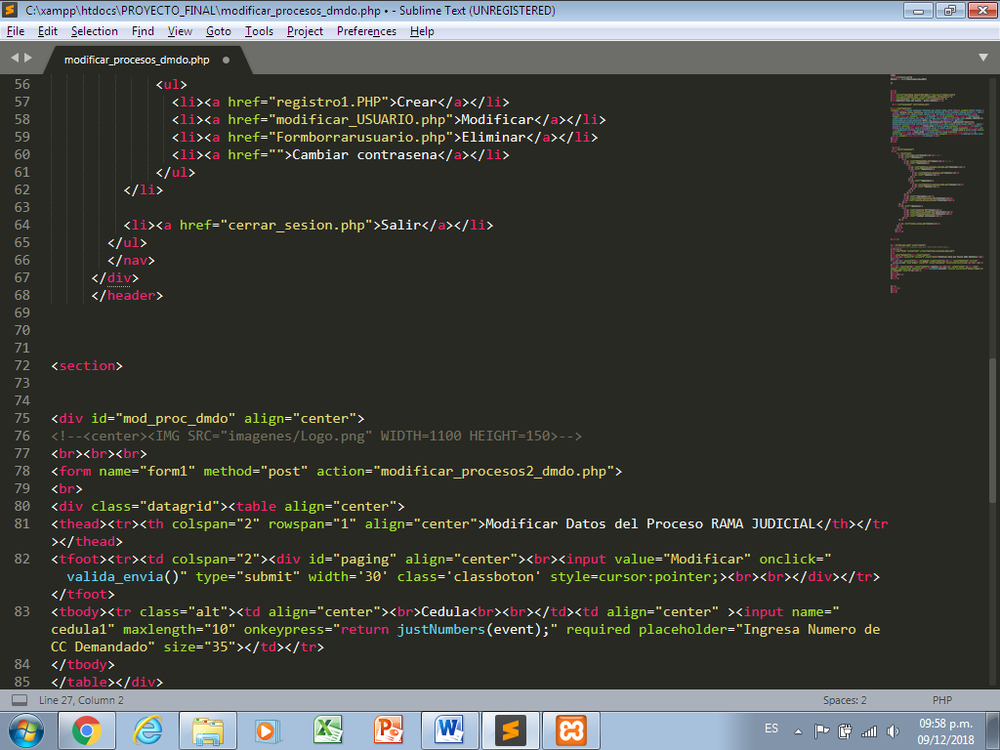 C:\xampp\htdocs\PROYECTO_FINAL\modificar_procesos_dmdo.php • - Sublime Text (UNREGISTERED)
File Edit Selection Find View Goto Tools Project Preferences Help
modificar_procesos_dmdo.php
56 <ul>
57 <li><a href="registro1.PHP">Crear</a></li>
58 <li><a href="modificar_USUARIO.php">Modificar</a></li>
59 <li><a href="Formborrarusuario.php">Eliminar</a></li>
60 <li><a href="">Cambiar contrasena</a></li>
61 </ul>
62 </li>
63
64 <li><a href="cerrar_sesion.php">Salir</a></li>
65 </ul>
66 </nav>
67 </div>
68 </header>
69
70
71
72 <section>
73
74
75 <div id="mod_proc_dmdo" align="center">
76 <!--<center><IMG SRC="imagenes/Logo.png" WIDTH=1100 HEIGHT=150>-->
77 <br><br><br>
78 <form name="form1" method="post" action="modificar_procesos2_dmdo.php">
79 <br>
80 <div class="datagrid"><table align="center">
81 <thead><tr><th colspan="2" rowspan="1" align="center">Modificar Datos del Proceso RAMA JUDICIAL</th></tr
></thead>
82 <tfoot><tr><td colspan="2"><div id="paging" align="center"><br><input value="Modificar" onclick="
valida_envia()" type="submit" width='30' class='classboton' style=cursor:pointer;><br><br></div></tr>
</tfoot>
83 <tbody><tr class="alt"><td align="center"><br>Cedula<br><br></td><td align="center" ><input name="
cedula1" maxlength="10" onkeypress="return justNumbers(event);" required placeholder="Ingresa Numero de
CC Demandado" size="35"></td></tr>
84 </tbody>
85 </table></div>
Line 27, Column 2 Spaces: 2 PHP
ES 09:58 p.m.
09/12/2018